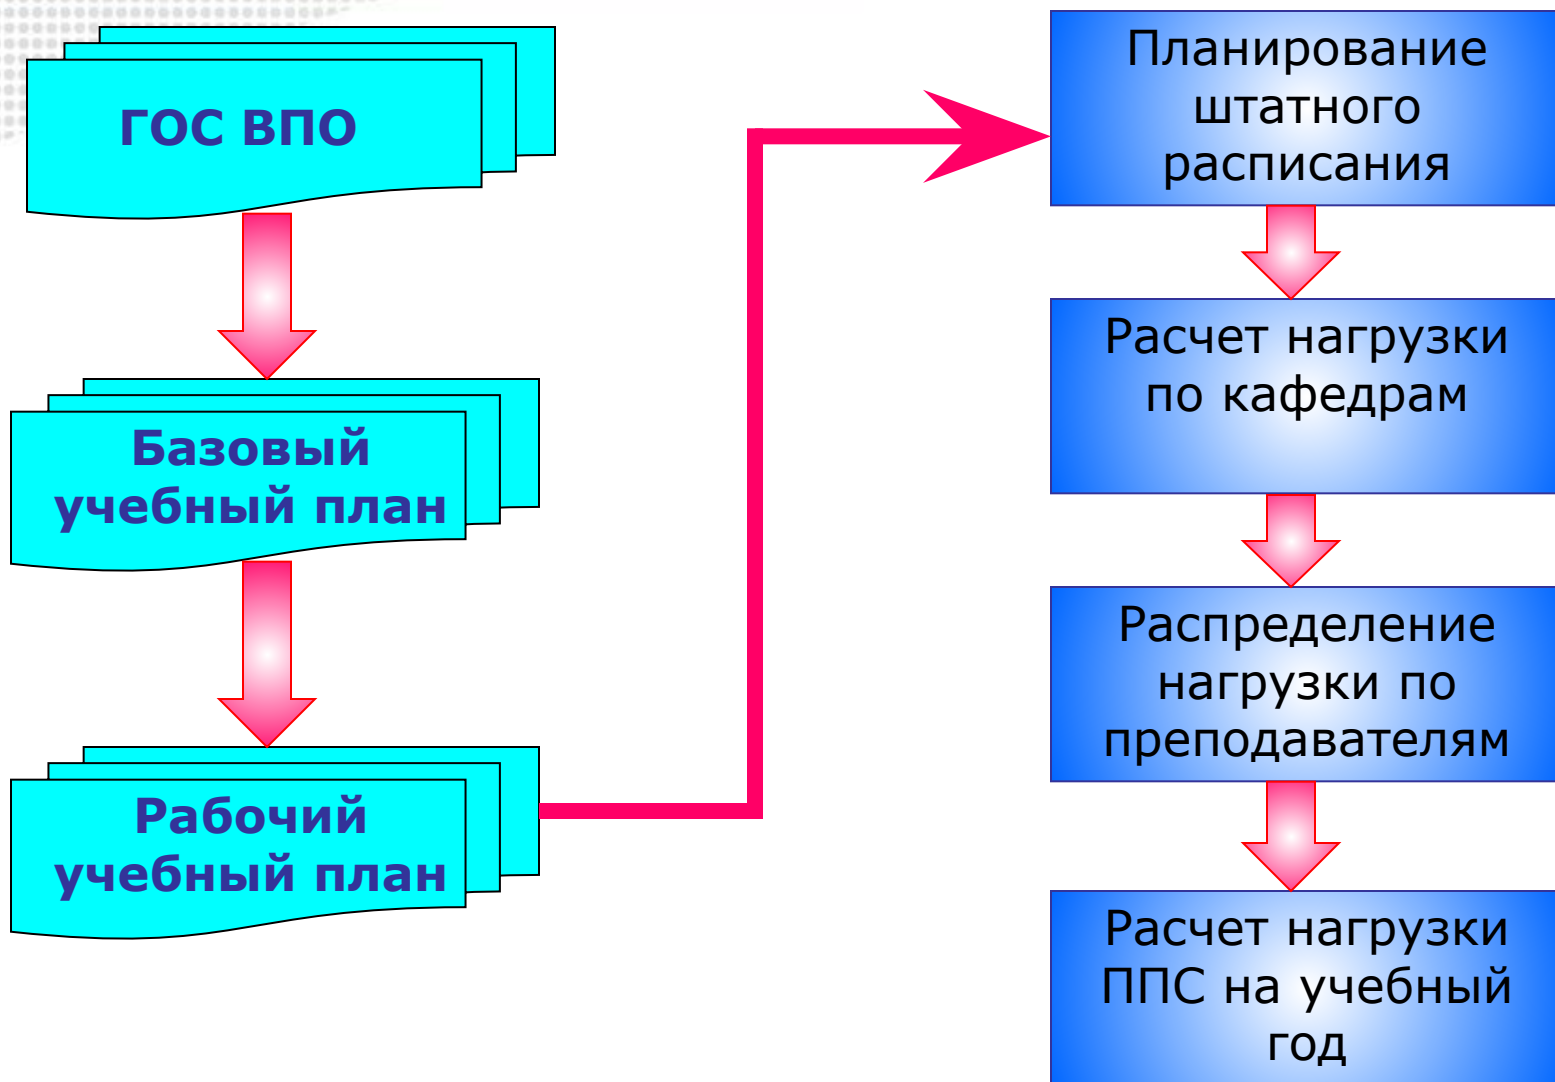 ГОС ВПО
Базовый
учебный план
Рабочий
учебный план
Планирование
штатного
расписания
Расчет нагрузки
по кафедрам
Распределение
нагрузки по
преподавателям
Расчет нагрузки
ППС на учебный
год